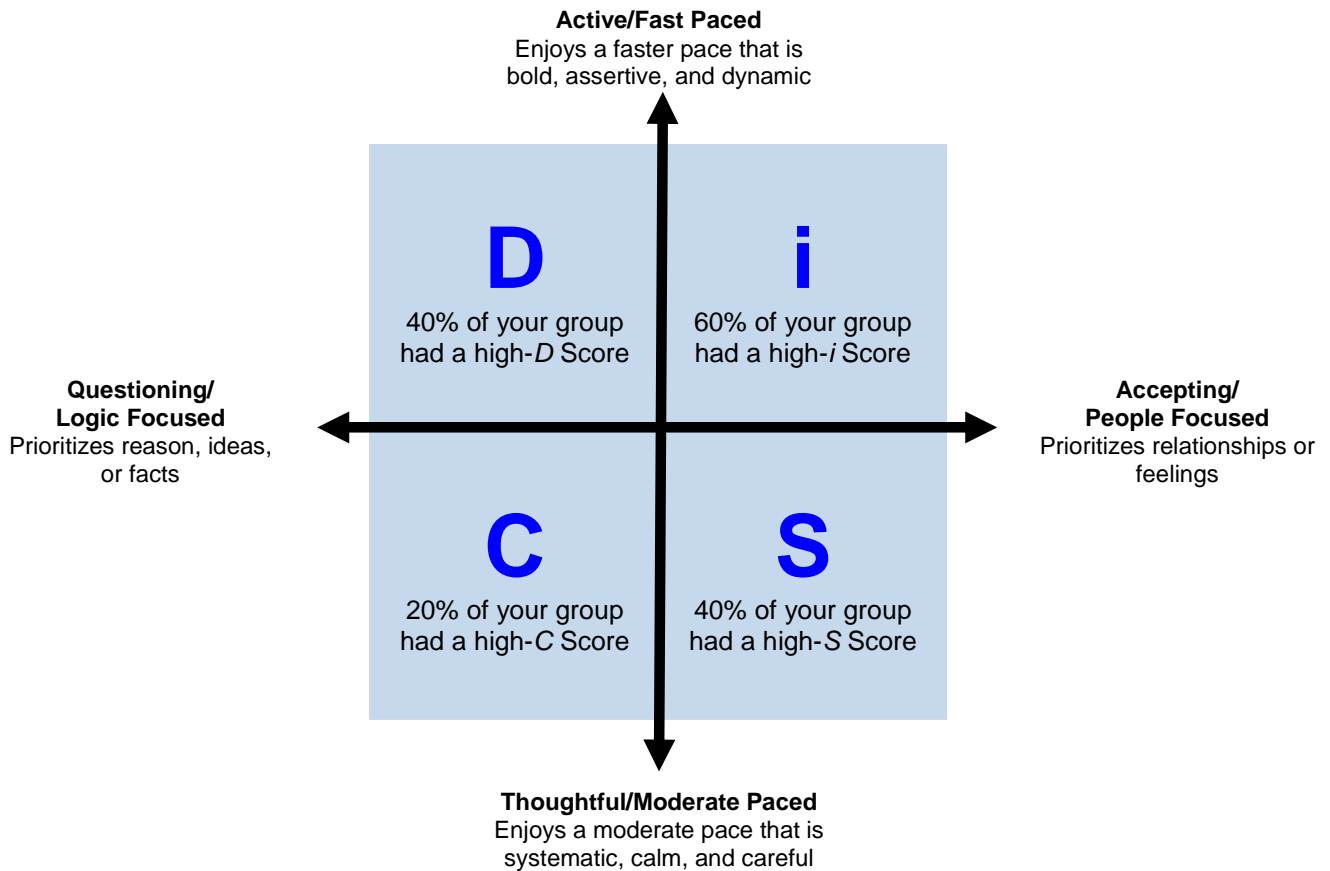 Active/Fast Paced
Enjoys a faster pace that is
bold, assertive, and dynamic
D
40% of your group
had a high-D Score
i
60% of your group
had a high-i Score
Questioning/
Logic Focused
Prioritizes reason, ideas,
or facts
Accepting/
People Focused
Prioritizes relationships or
feelings
C
20% of your group
had a high-C Score
S
40% of your group
had a high-S Score
Thoughtful/Moderate Paced
Enjoys a moderate pace that is
systematic, calm, and careful